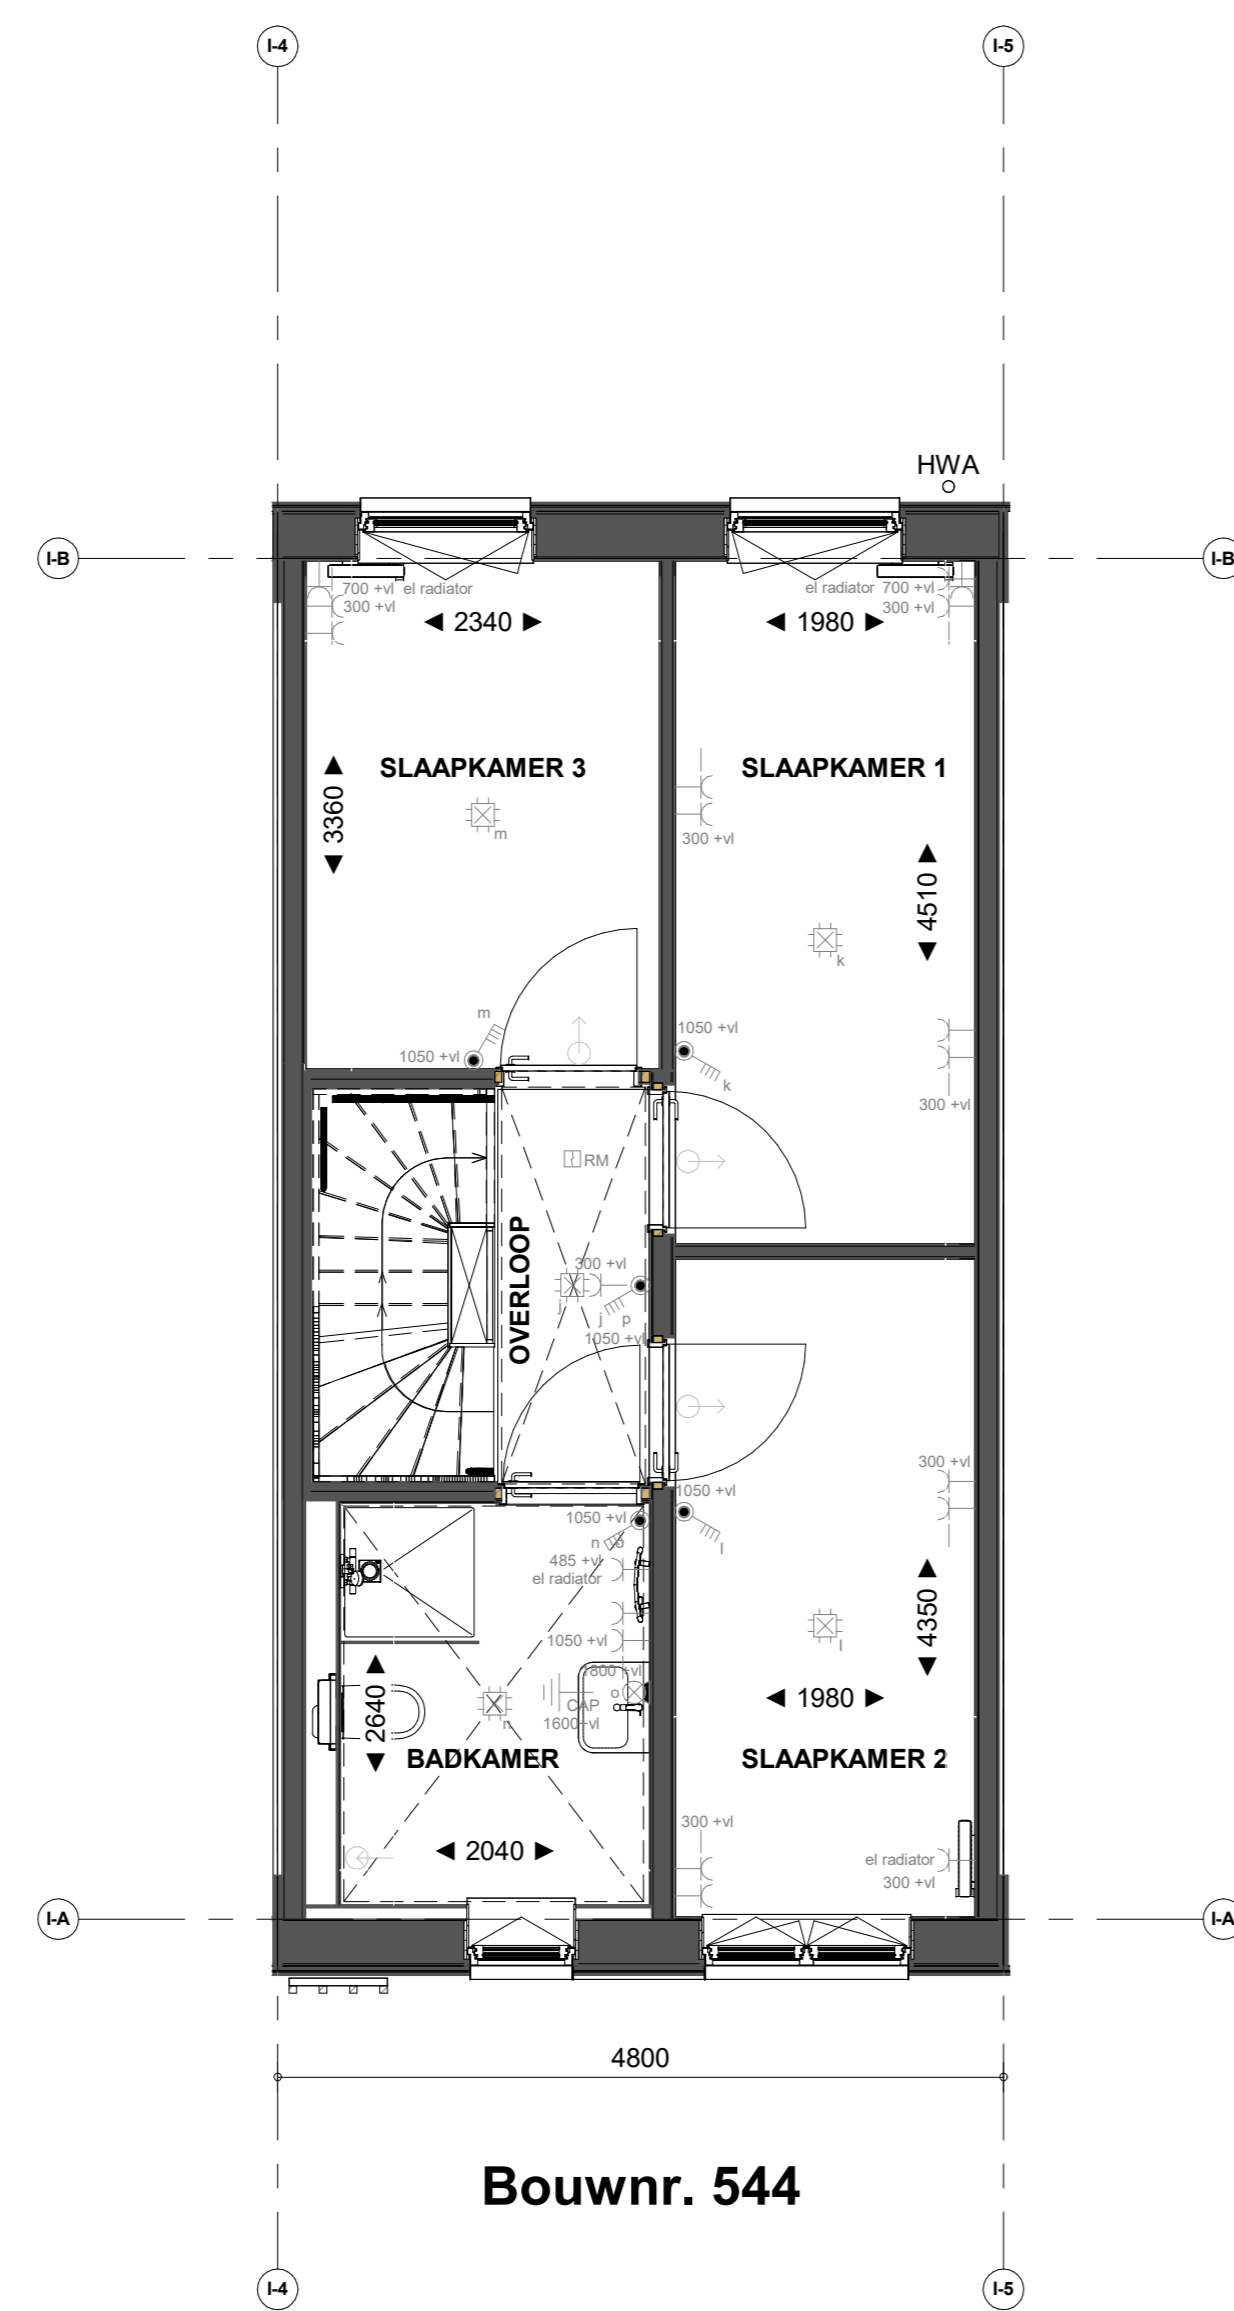 I-4
I-5
HWA
I-B
I-B
700 +vl
el radiator
300 +vl
el radiator
700 +vl
300 +vl
◄ 2340 ►
◄ 1980 ►
SLAAPKAMER 3
SLAAPKAMER 1
◄ 3360 ►
m
300 +vl
◄ 4510 ►
k
m
1050 +vl
1050 +vl
k
300 +vl
RM
OVERLOOP
300 +vl
j
j
p
1050 +vl
300 +vl
1050 +vl
1050 +vl
n o
l
485 +vl
el radiator
1050 +vl
1800 +vl
◄ 4350 ►
l
◄ 2640 ►
o
CAP
n
1600+vl
◄ 1980 ►
BADKAMER
SLAAPKAMER 2
300 +vl
◄ 2040 ►
el radiator
300 +vl
I-A
I-A
4800
Bouwnr. 544
I-4
I-5